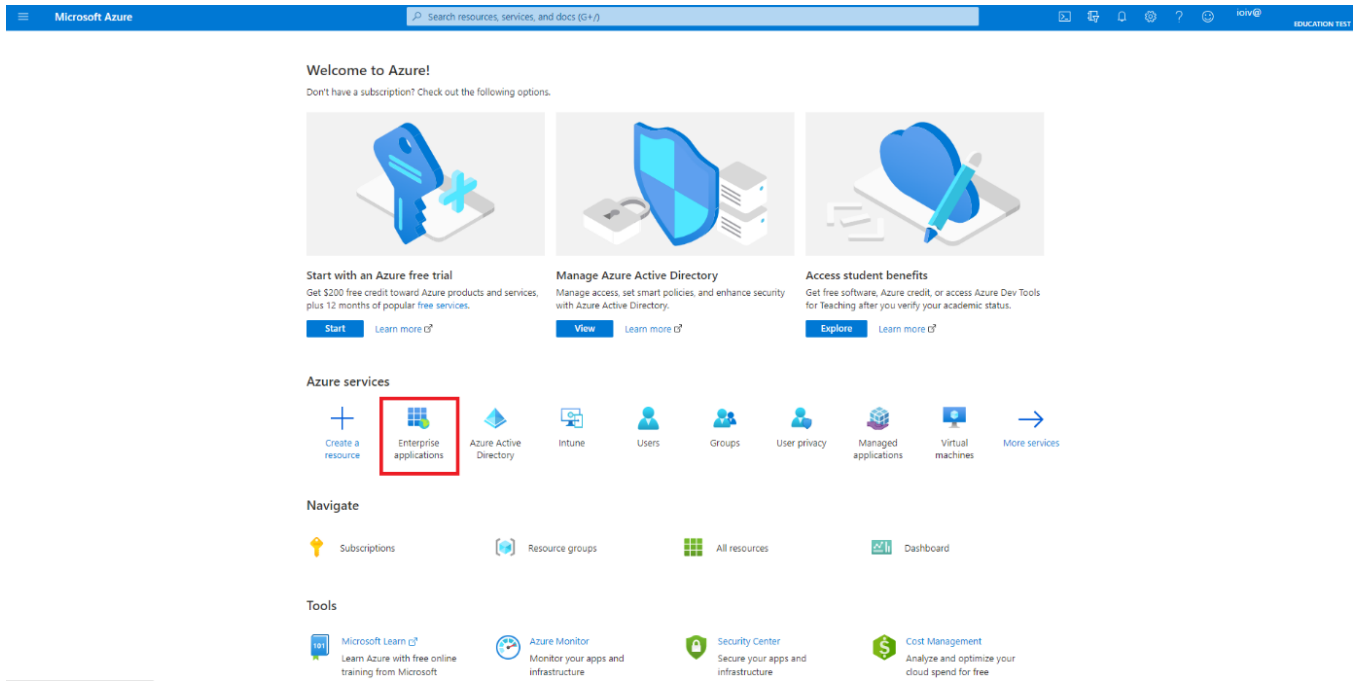 Microsoft Azure
Search resources, services, and docs (G+/)
ioiv@
EDUCATION TEST
Welcome to Azure!
Don't have a subscription? Check out the following options.
Start with an Azure free trial
Get $200 free credit toward Azure products and services,
plus 12 months of popular free services.
Start
Learn more
Manage Azure Active Directory
Manage access, set smart policies, and enhance security
with Azure Active Directory.
View
Learn more
Access student benefits
Get free software, Azure credit, or access Azure Dev Tools
for Teaching after you verify your academic status.
Explore
Learn more
Azure services
Create a
resource
Enterprise
applications
Azure Active
Directory
Intune
Users
Groups
User privacy
Managed
applications
Virtual
machines
More services
Navigate
Subscriptions
Resource groups
All resources
Dashboard
Tools
101
Microsoft Learn
Learn Azure with free online
training from Microsoft
Azure Monitor
Monitor your apps and
infrastructure
Security Center
Secure your apps and
infrastructure
$
Cost Management
Analyze and optimize your
cloud spend for free